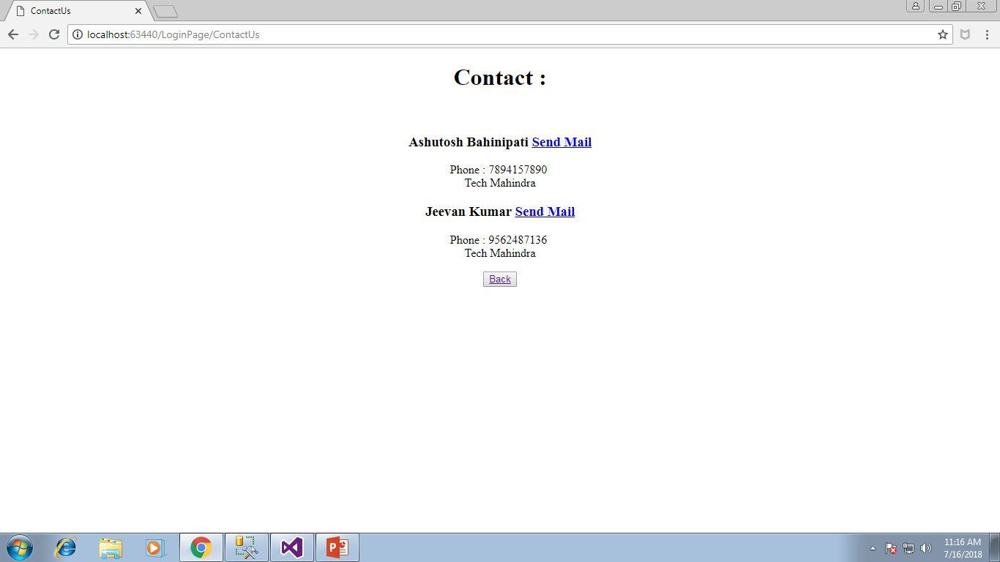 ContactUs
localhost:63440/LoginPage/ContactUs
Contact :
Ashutosh Bahinipati Send Mail
Phone : 7894157890
Tech Mahindra
Jeevan Kumar Send Mail
Phone : 9562487136
Tech Mahindra
Back
11:16 AM
7/16/2018